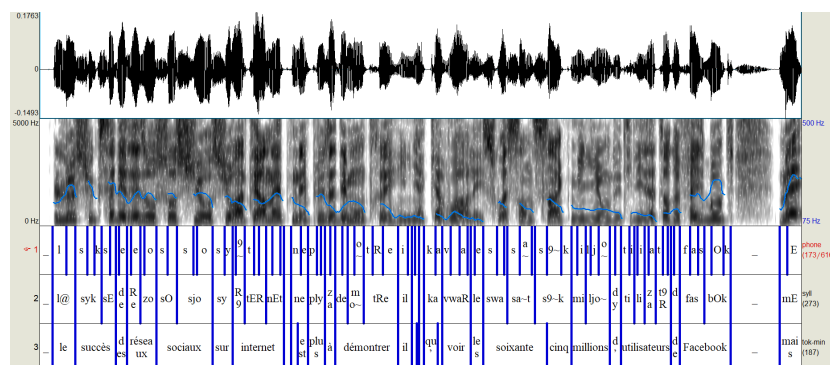 0.1763
0
-0.1493
5000 Hz 500 Hz
0 Hz 75 Hz
1 _ l s k s e e o s s o s y 9~ t n e p o~ t R e i k a v a e s s a~ s 9~ k i l j o~ t i i a t f a s O k _ E phone (173/616
2 _ l@ syk sE de Re zo sO sjo sy R9 tER nEt ne ply za de mo~ tRe il ka vwaR le swa sa~t s9~k mi ljo~ dy ti li za t9R d fas bOk _ mE syll (273)
3 _ le succès des réseaux sociaux sur internet est plus à démontrer il qu' voir les soixante cinq millions d' utilisateurs de Facebook _ mais tok-min (187)